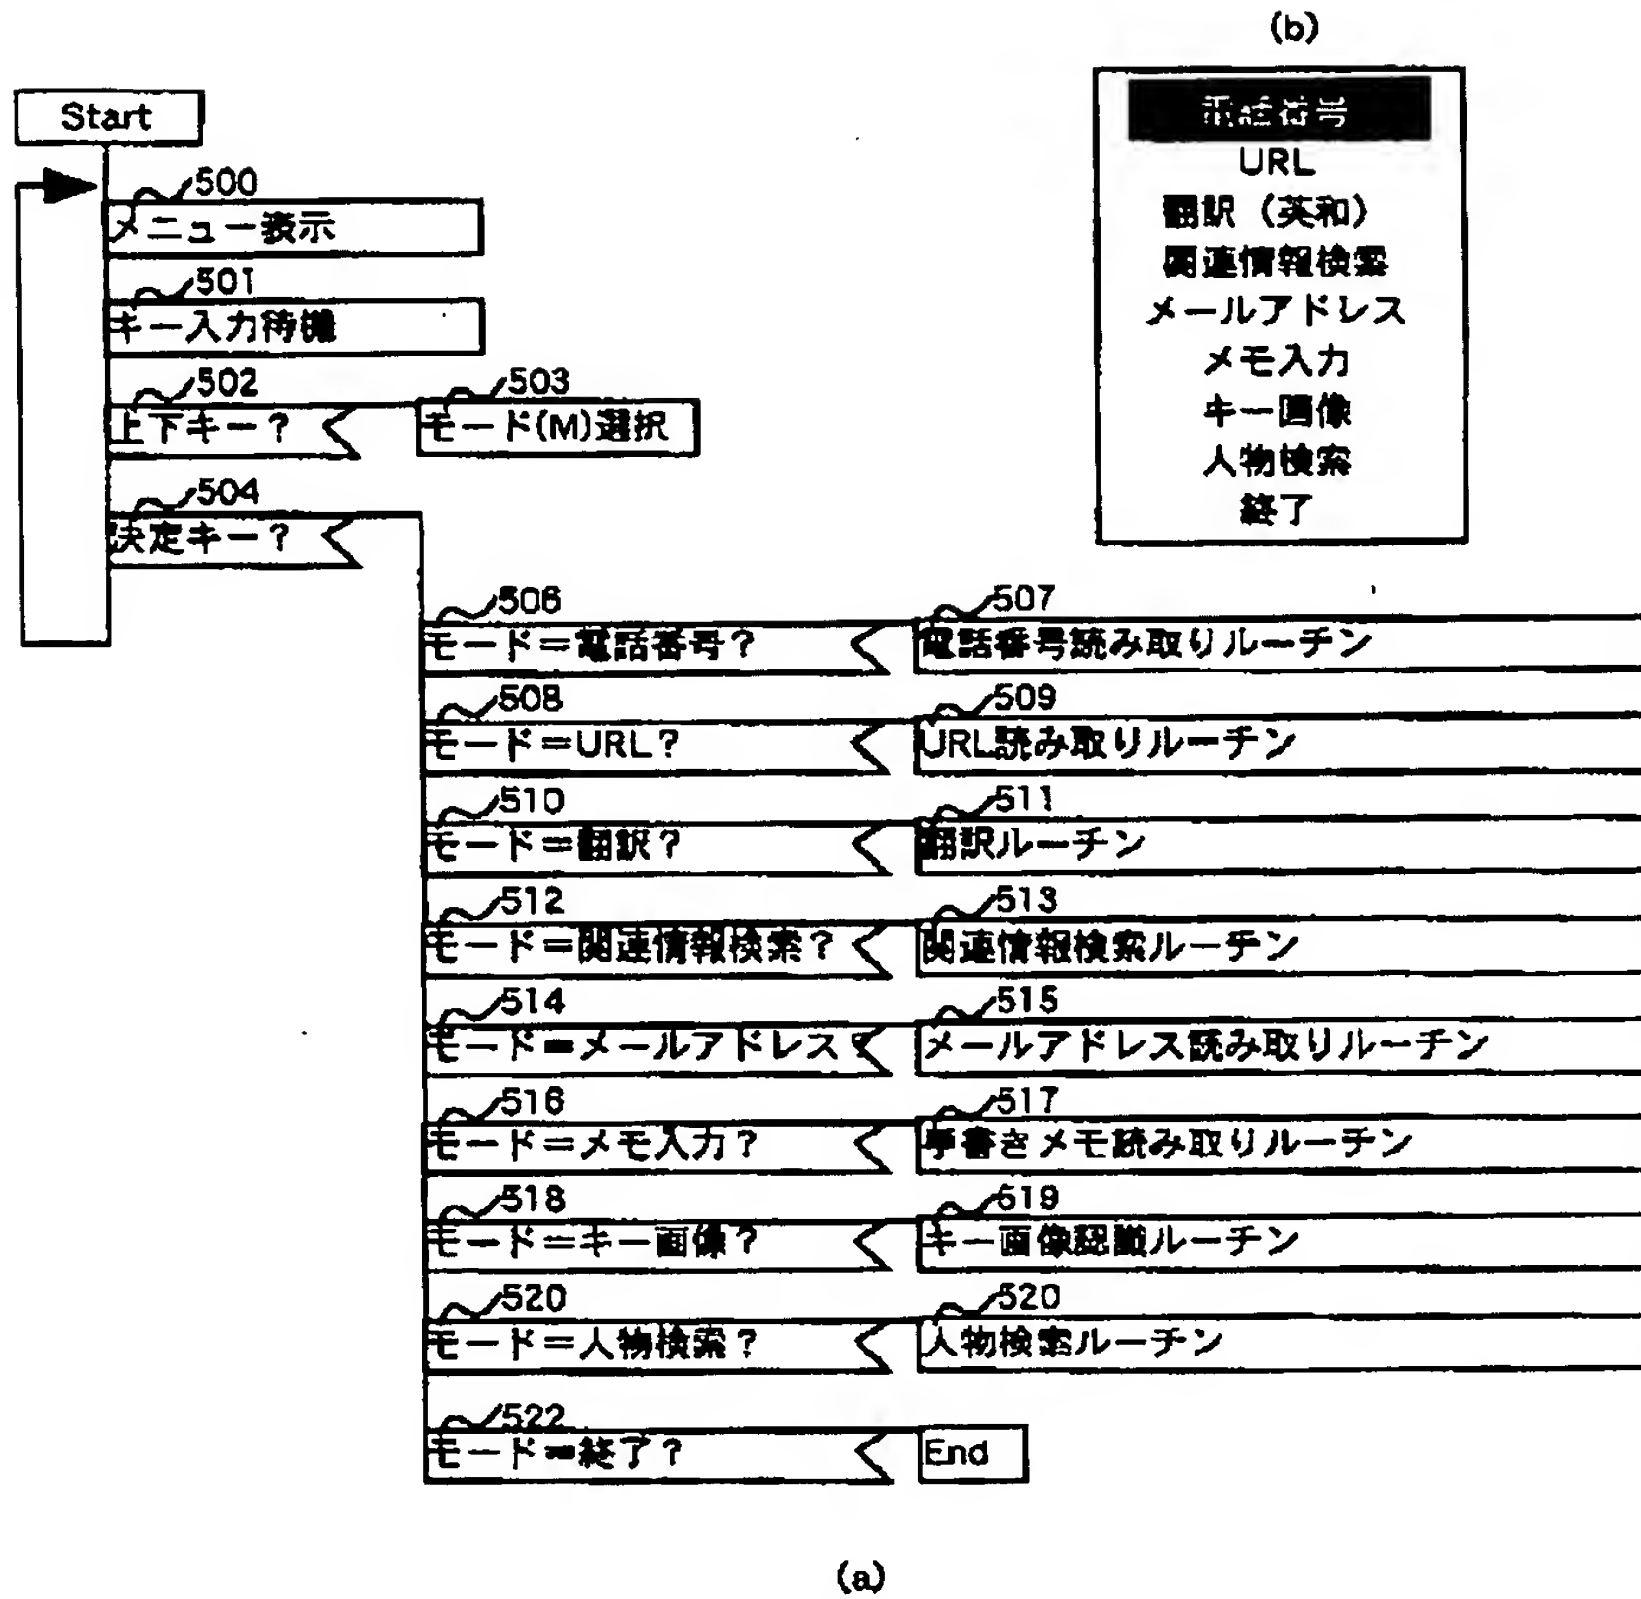 (b)
電話番号
URL
翻訳（英和）
関連情報検索
メールアドレス
メモ入力
キー画像
人物検索
終了
Start
500
メニュー表示
501
キー入力待機
502
上下キー？
503
モード(M)選択
504
決定キー？
506
モード＝電話番号？
507
電話番号読み取りルーチン
508
モード＝URL？
509
URL読み取りルーチン
510
モード＝翻訳？
511
翻訳ルーチン
512
モード＝関連情報検索？
513
関連情報検索ルーチン
514
モード＝メールアドレス？
515
メールアドレス読み取りルーチン
516
モード＝メモ入力？
517
手書きメモ読み取りルーチン
518
モード＝キー画像？
519
キー画像認識ルーチン
520
モード＝人物検索？
520
人物検索ルーチン
522
モード＝終了？
End
(a)